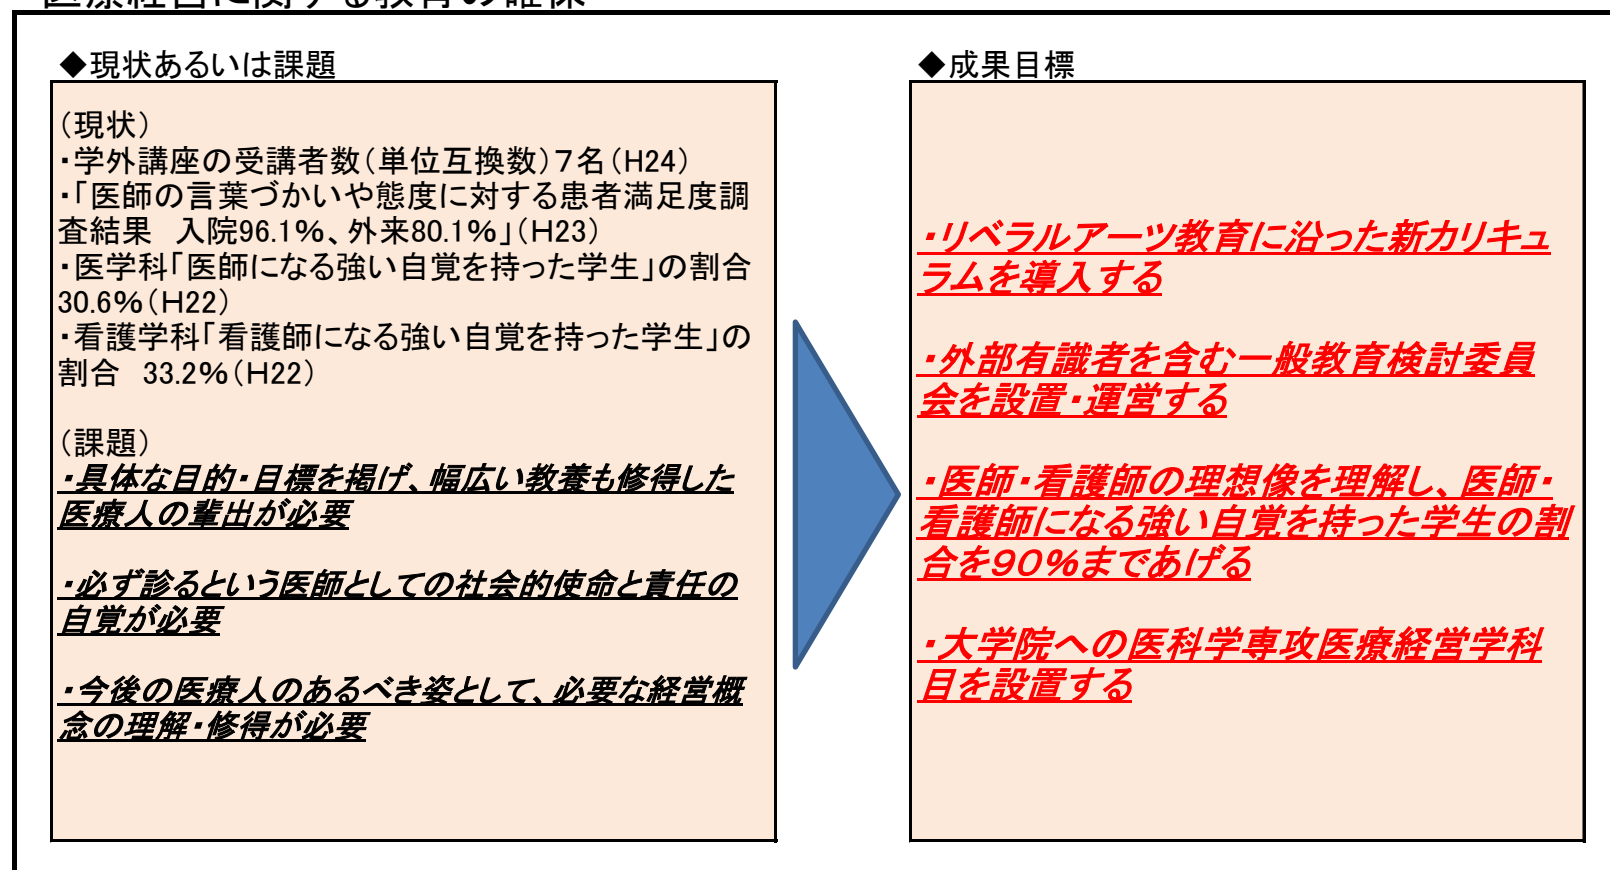 医療経営に関する教育の確保
◆現状あるいは課題
（現状）
・学外講座の受講者数（単位互換数）７名（H24）
・「医師の言葉づかいや態度に対する患者満足度調
査結果　入院96.1％、外来80.1％」（H23）
・医学科「医師になる強い自覚を持った学生」の割合
30.6％（Ｈ22）
・看護学科「看護師になる強い自覚を持った学生」の
割合　33.2％（H22）
（課題）
・具体な目的・目標を掲げ、幅広い教養も修得した
医療人の輩出が必要
・必ず診るという医師としての社会的使命と責任の
自覚が必要
・今後の医療人のあるべき姿として、必要な経営概
念の理解・修得が必要
◆成果目標
・リベラルアーツ教育に沿った新カリキュ
ラムを導入する
・外部有識者を含む一般教育検討委員
会を設置・運営する
・医師・看護師の理想像を理解し、医師・
看護師になる強い自覚を持った学生の割
合を９０％まであげる
・大学院への医科学専攻医療経営学科
目を設置する